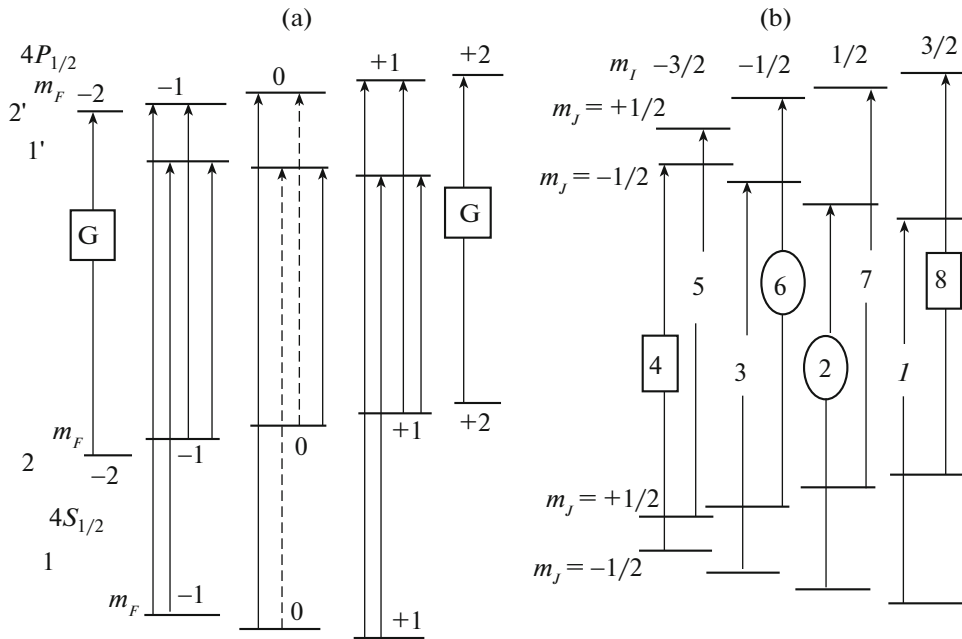 (a) (b)
4P1/2
mF −2 −1 0 +1 +2
2'
1'
G G
mF −2 −1 0 +1 +2
2
4S1/2
1
mF −1 0 +1
mI −3/2 −1/2 1/2 3/2
mJ = +1/2
mJ = −1/2
5 6 7 8
4 3 2 1
mJ = +1/2
mJ = −1/2